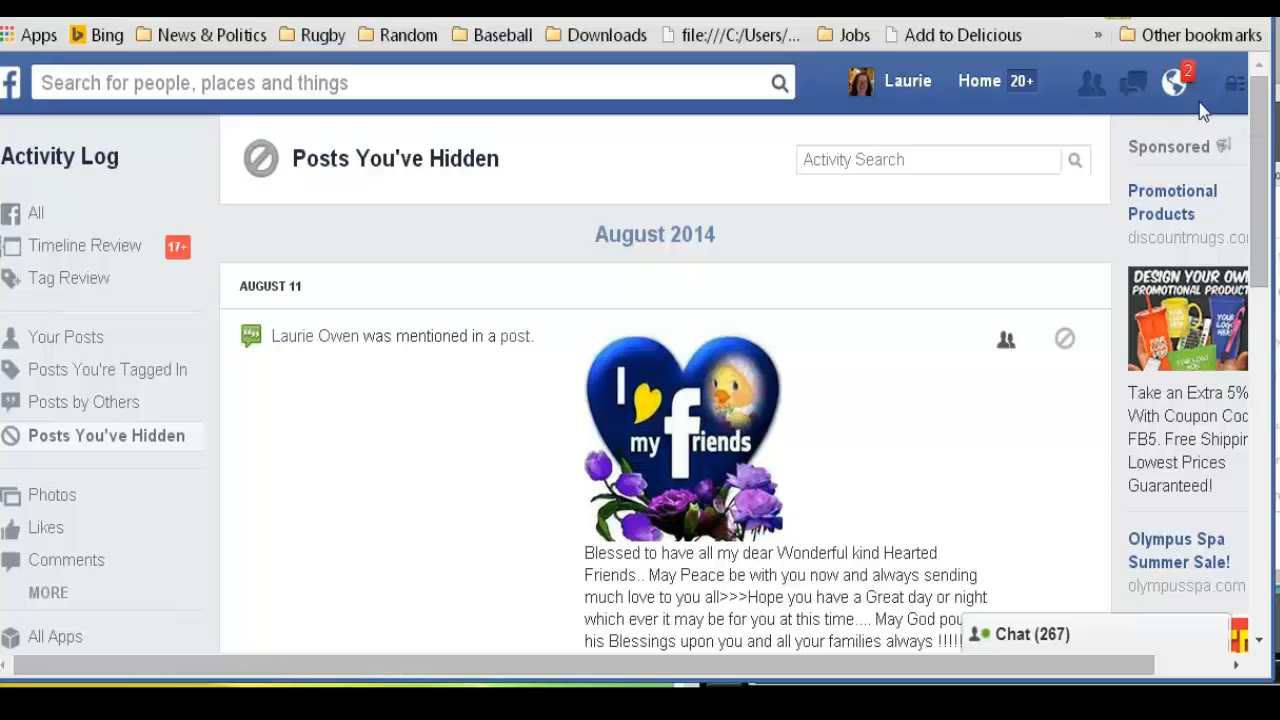 Apps Bing News & Politics Rugby Random Baseball Downloads file:///C:/Users/... Jobs Add to Delicious » Other bookmarks
f Search for people, places and things Laurie Home 20+ 2
Activity Log
All
Timeline Review 17+
Tag Review
Your Posts
Posts You're Tagged In
Posts by Others
Posts You've Hidden
Photos
Likes
Comments
MORE
All Apps
Posts You've Hidden Activity Search
August 2014
AUGUST 11
Laurie Owen was mentioned in a post.
I
my friends
Blessed to have all my dear Wonderful kind Hearted
Friends.. May Peace be with you now and always sending
much love to you all>>>Hope you have a Great day or night
which ever it may be for you at this time.... May God pou
his Blessings upon you and all your families always !!!!!
Sponsored
Promotional
Products
discountmugs.co
DESIGN YOUR OWN
PROMOTIONAL PRODUCT
Take an Extra 5%
With Coupon Co
FB5. Free Shippin
Lowest Prices
Guaranteed!
Olympus Spa
Summer Sale!
olympusspa.com
Chat (267)